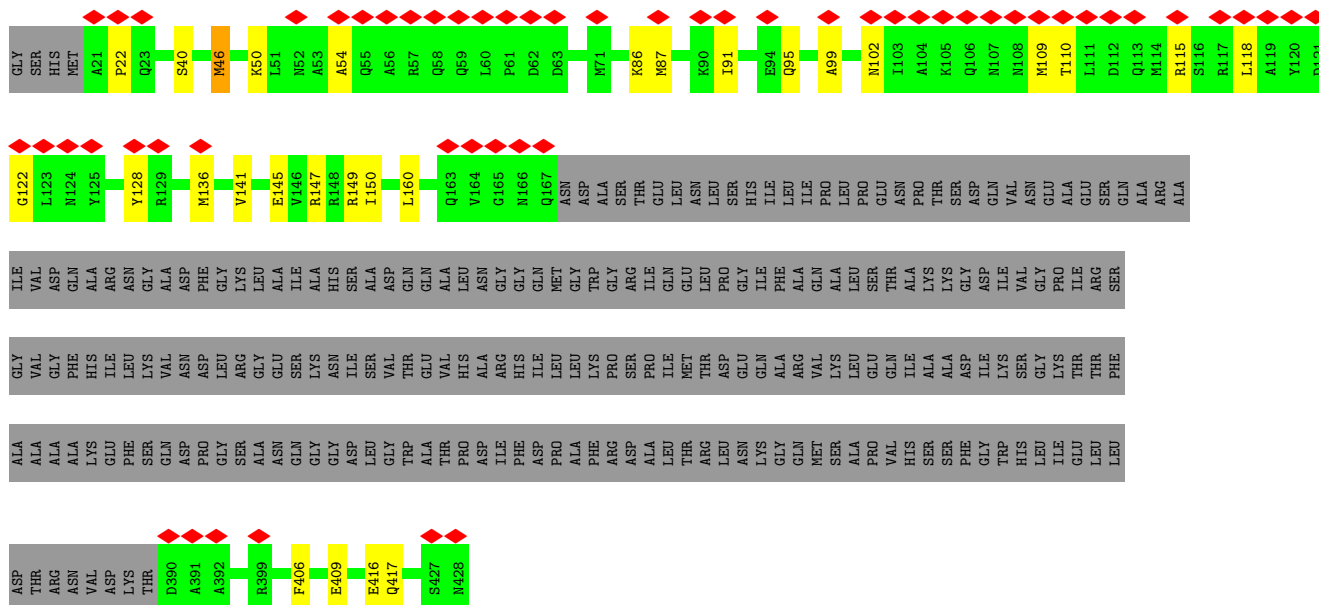 GLY SER HIS MET A21 P22 Q23 S40 M46 K50 L51 N52 A53 A54 Q55 A56 R57 Q58 Q59 L60 P61 D62 D63 M71 K86 M87 K90 I91 E94 Q95 A99 N102 I103 A104 K105 Q106 N107 N108 M109 T110 L111 D112 Q113 M114 R115 S116 R117 L118 A119 Y120 D121
G122 L123 N124 Y125 Y128 R129 M136 V141 E145 V146 R147 R148 R149 I150 L160 Q163 V164 G165 N166 Q167 ASN ASP ALA SER THR GLU LEU ASN LEU SER HIS ILE LEU ILE PRO LEU PRO GLU ASN PRO THR SER ASP GLN VAL ASN GLU ALA GLU SER GLN ALA ARG ALA
ILE VAL ASP GLN ALA ARG ASN GLY ALA ASP PHE GLY LYS LEU ALA ILE ALA HIS SER ALA ASP GLN GLN ALA LEU ASN GLY GLY GLN MET GLY TRP GLY ARG ILE GLN GLU LEU PRO GLY ILE PHE ALA GLN ALA LEU SER THR ALA LYS LYS GLY ASP ILE VAL GLY PRO ILE ARG SER
GLY VAL GLY PHE HIS ILE LEU LYS VAL ASN ASP LEU ARG GLY GLU SER LYS ASN ILE SER VAL THR GLU VAL HIS ALA ARG HIS ILE LEU LEU LYS PRO SER PRO ILE MET THR ASP GLU GLN ALA ARG VAL LYS LEU GLU GLN ILE ALA ALA ASP ILE LYS SER GLY LYS THR THR PHE
ALA ALA ALA ALA LYS GLU PHE SER GLN ASP PRO GLY SER ALA ASN GLN GLY GLY ASP LEU GLY TRP ALA THR PRO ASP ILE PHE ASP PRO ALA PHE ARG ASP ALA LEU THR ARG LEU ASN LYS GLY GLN MET SER ALA PRO VAL HIS SER SER PHE GLY TRP HIS LEU ILE GLU LEU LEU
ASP THR ARG ASN VAL ASP LYS THR D390 A391 A392 R399 F406 E409 E416 Q417 S427 N428